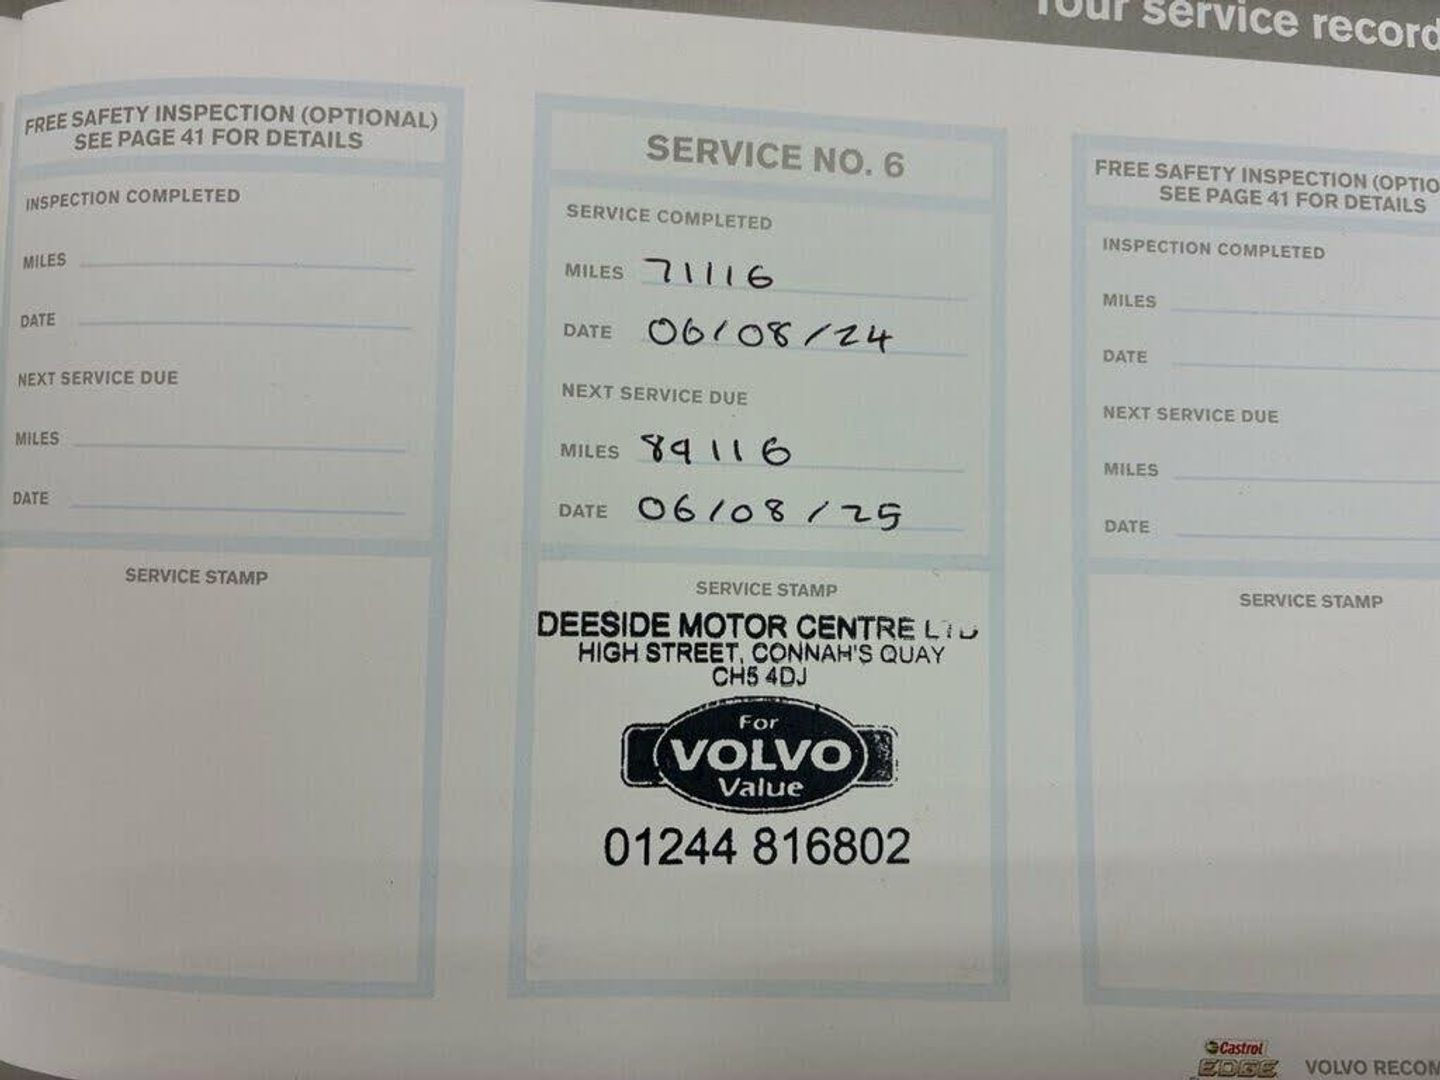 Your service record
FREE SAFETY INSPECTION (OPTIONAL)
SEE PAGE 41 FOR DETAILS
INSPECTION COMPLETED
MILES
DATE
NEXT SERVICE DUE
MILES
DATE
SERVICE STAMP
SERVICE NO. 6
SERVICE COMPLETED
MILES 71116
DATE 06/08/24
NEXT SERVICE DUE
MILES 89116
DATE 06/08/25
SERVICE STAMP
DEESIDE MOTOR CENTRE LTD
HIGH STREET, CONNAH'S QUAY
CH5 4DJ
For
VOLVO
Value
01244 816802
FREE SAFETY INSPECTION (OPTIO
SEE PAGE 41 FOR DETAILS
INSPECTION COMPLETED
MILES
DATE
NEXT SERVICE DUE
MILES
DATE
SERVICE STAMP
Castrol
EDGE
VOLVO RECOM